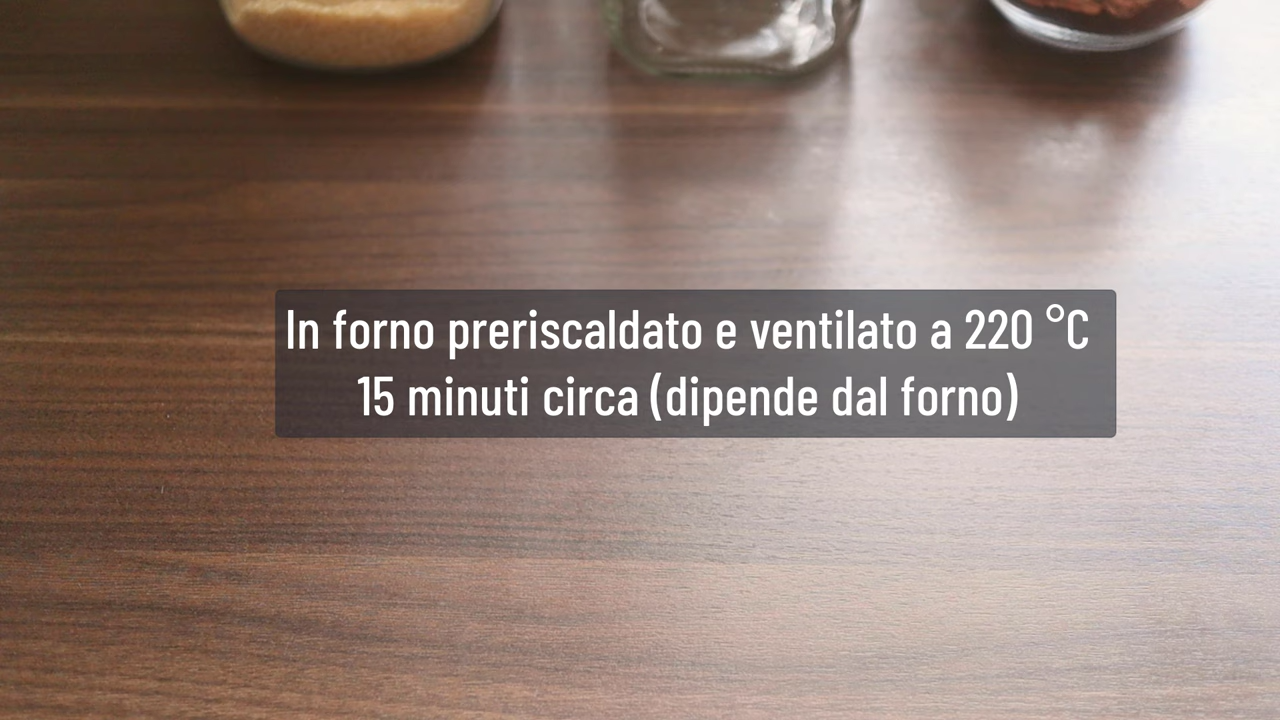 In forno preriscaldato e ventilato a 220 °C
15 minuti circa (dipende dal forno)